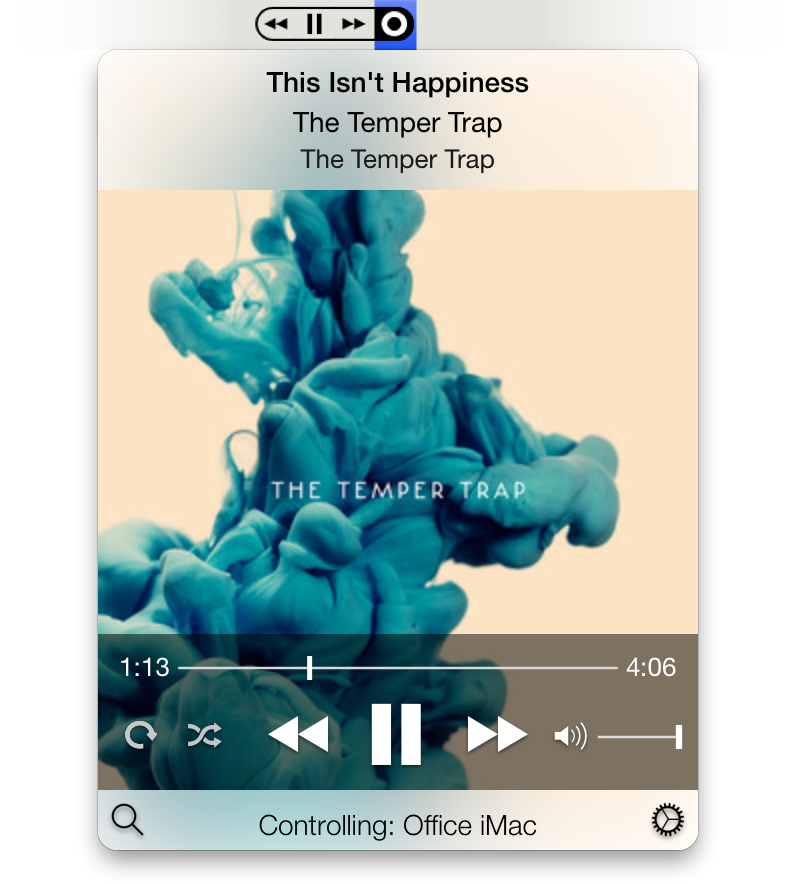 This Isn't Happiness
The Temper Trap
The Temper Trap
THE TEMPER TRAP
1:13 4:06
Controlling: Office iMac